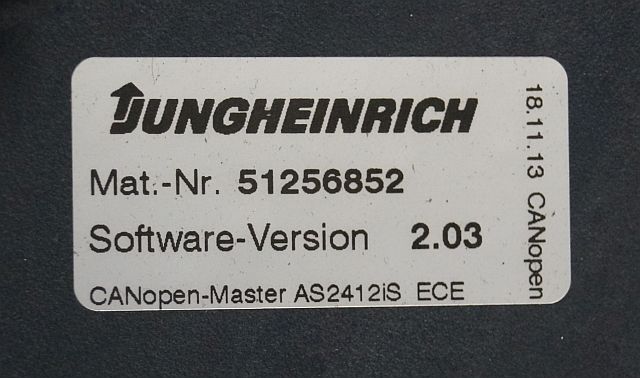 JUNGHEINRICH
Mat.-Nr. 51256852
Software-Version 2.03
CANopen-Master AS2412iS ECE
18.11.13 CANopen